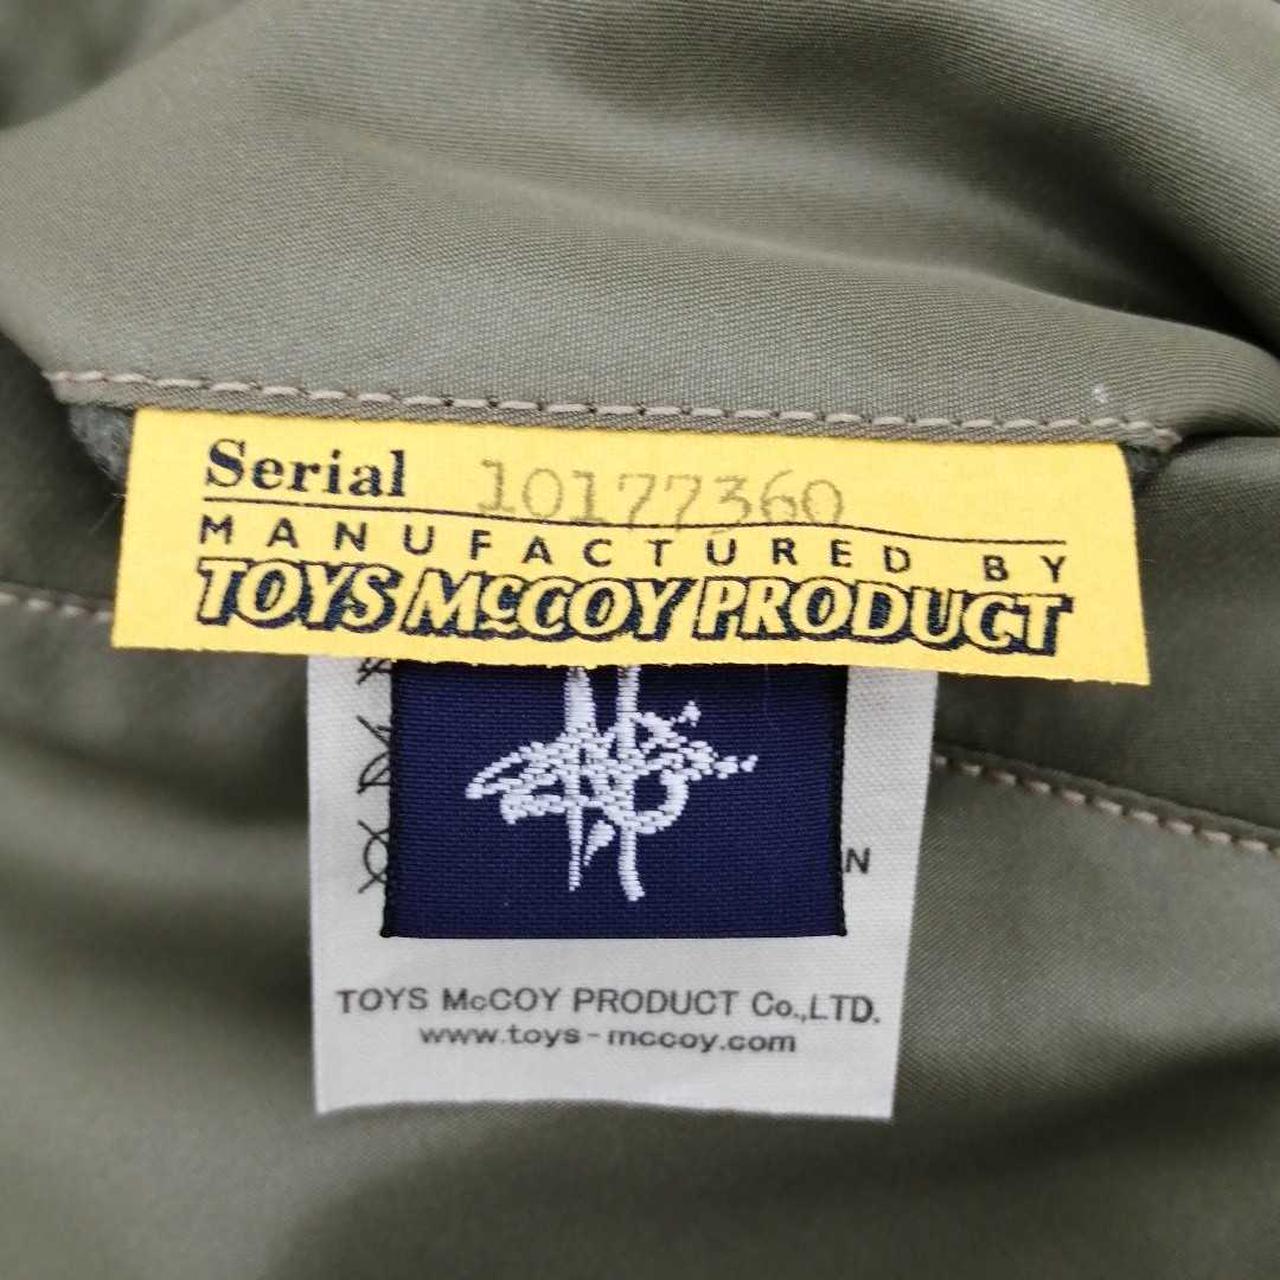 Serial 10177360
MANUFACTURED BY
TOYS McCOY PRODUCT
N
TOYS McCOY PRODUCT Co.,LTD.
www.toys-mccoy.com